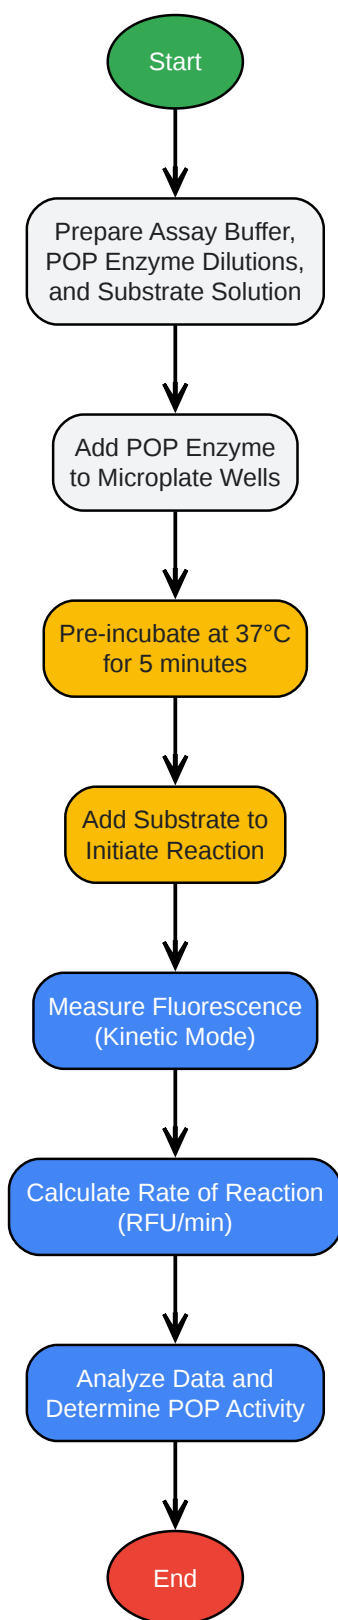 Start
Prepare Assay Buffer,
POP Enzyme Dilutions,
and Substrate Solution
Add POP Enzyme
to Microplate Wells
Pre-incubate at 37°C
for 5 minutes
Add Substrate to
Initiate Reaction
Measure Fluorescence
(Kinetic Mode)
Calculate Rate of Reaction
(RFU/min)
Analyze Data and
Determine POP Activity
End